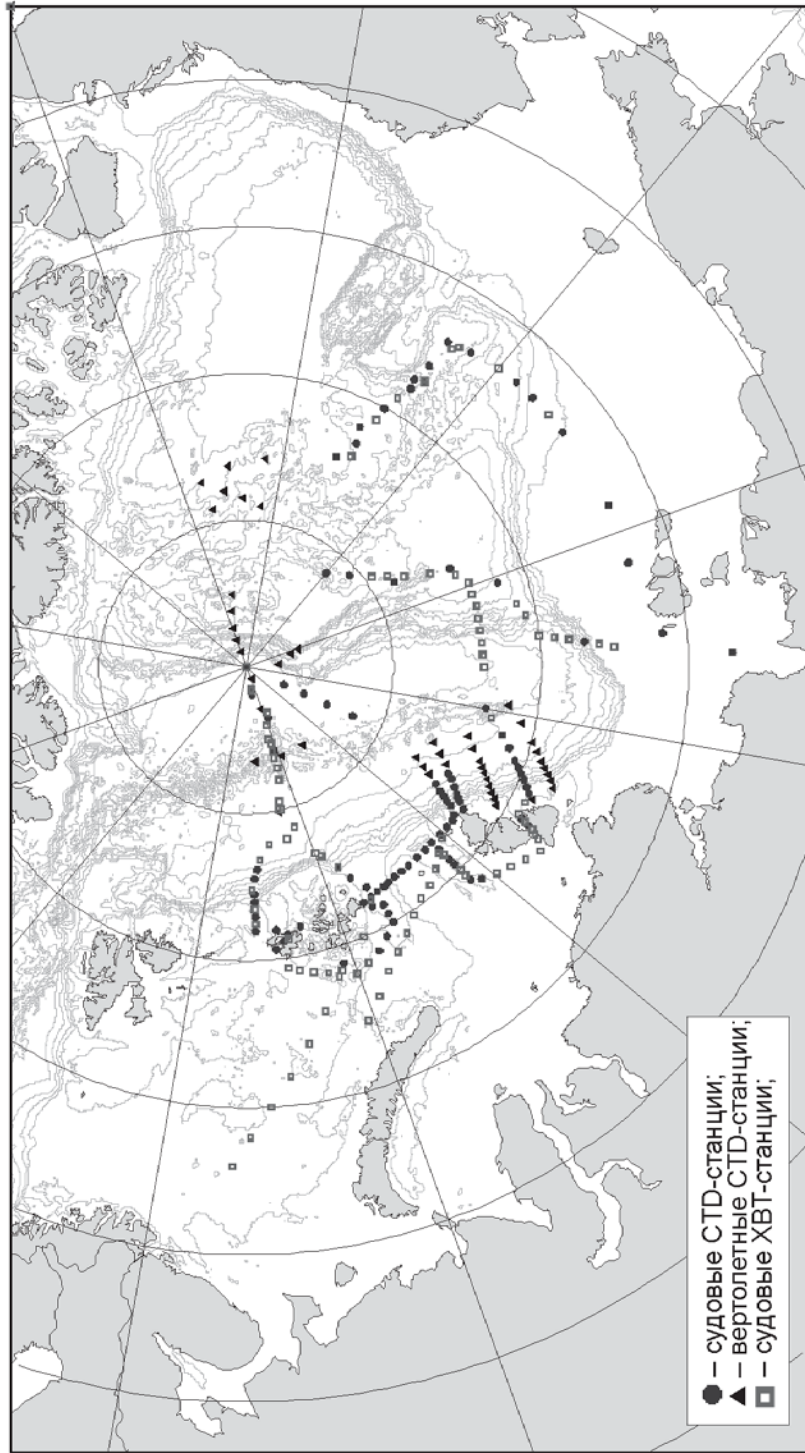 ● – судовые CTD-станции;
▲ – вертолетные CTD-станции;
□ – судовые XBT-станции;